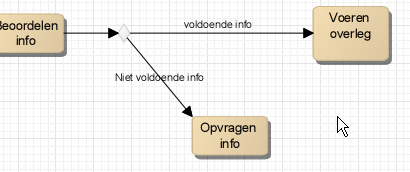 Beoordelen
info
voldoende info
Voeren
overleg
Niet voldoende info
Opvragen
info